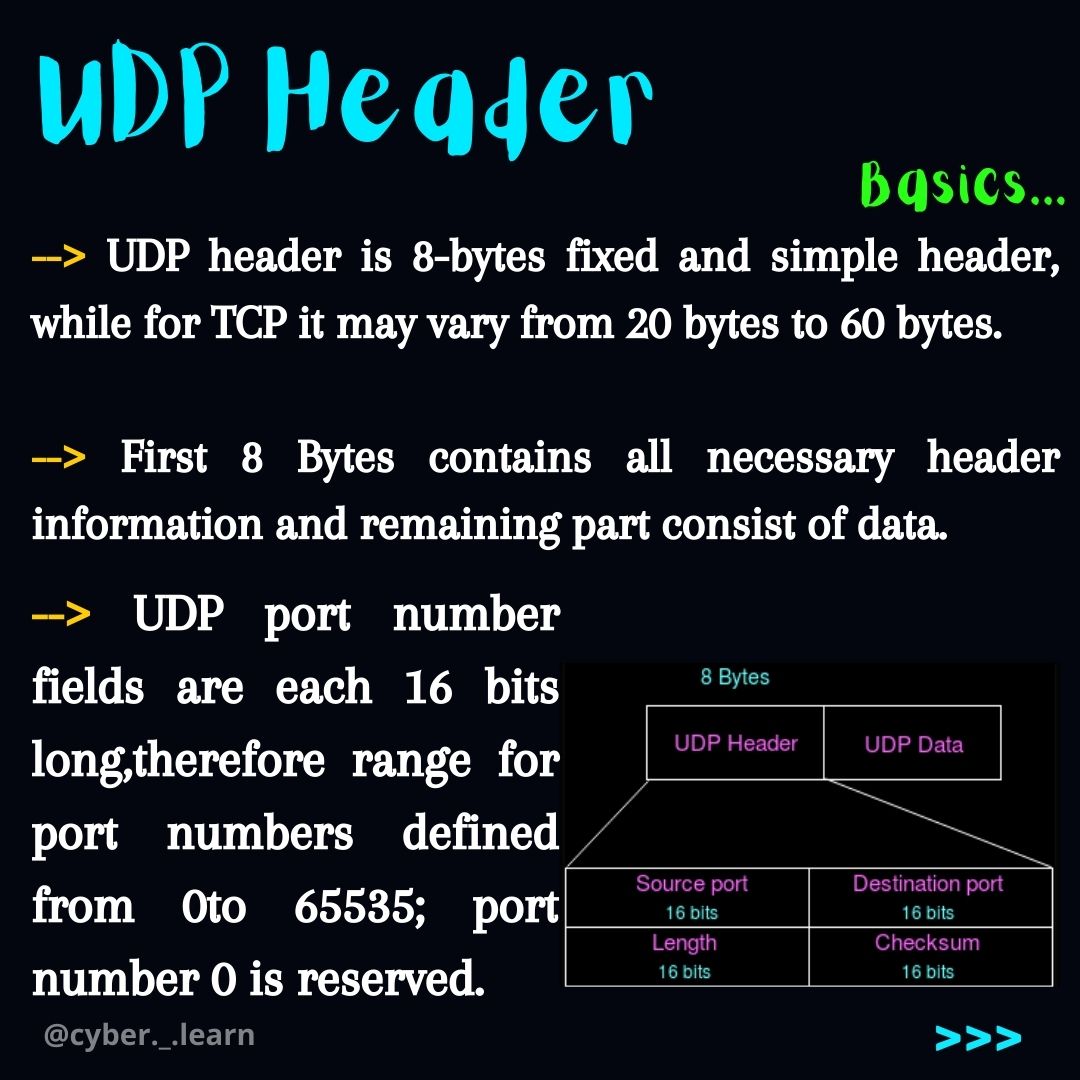 UDP Header
Basics...
--> UDP header is 8-bytes fixed and simple header,
while for TCP it may vary from 20 bytes to 60 bytes.
--> First 8 Bytes contains all necessary header
information and remaining part consist of data.
--> UDP port number
fields are each 16 bits
long,therefore range for
port numbers defined
from 0to 65535; port
number 0 is reserved.
8 Bytes
UDP Header UDP Data
Source port Destination port
16 bits 16 bits
Length Checksum
16 bits 16 bits
@cyber._.learn
>>>